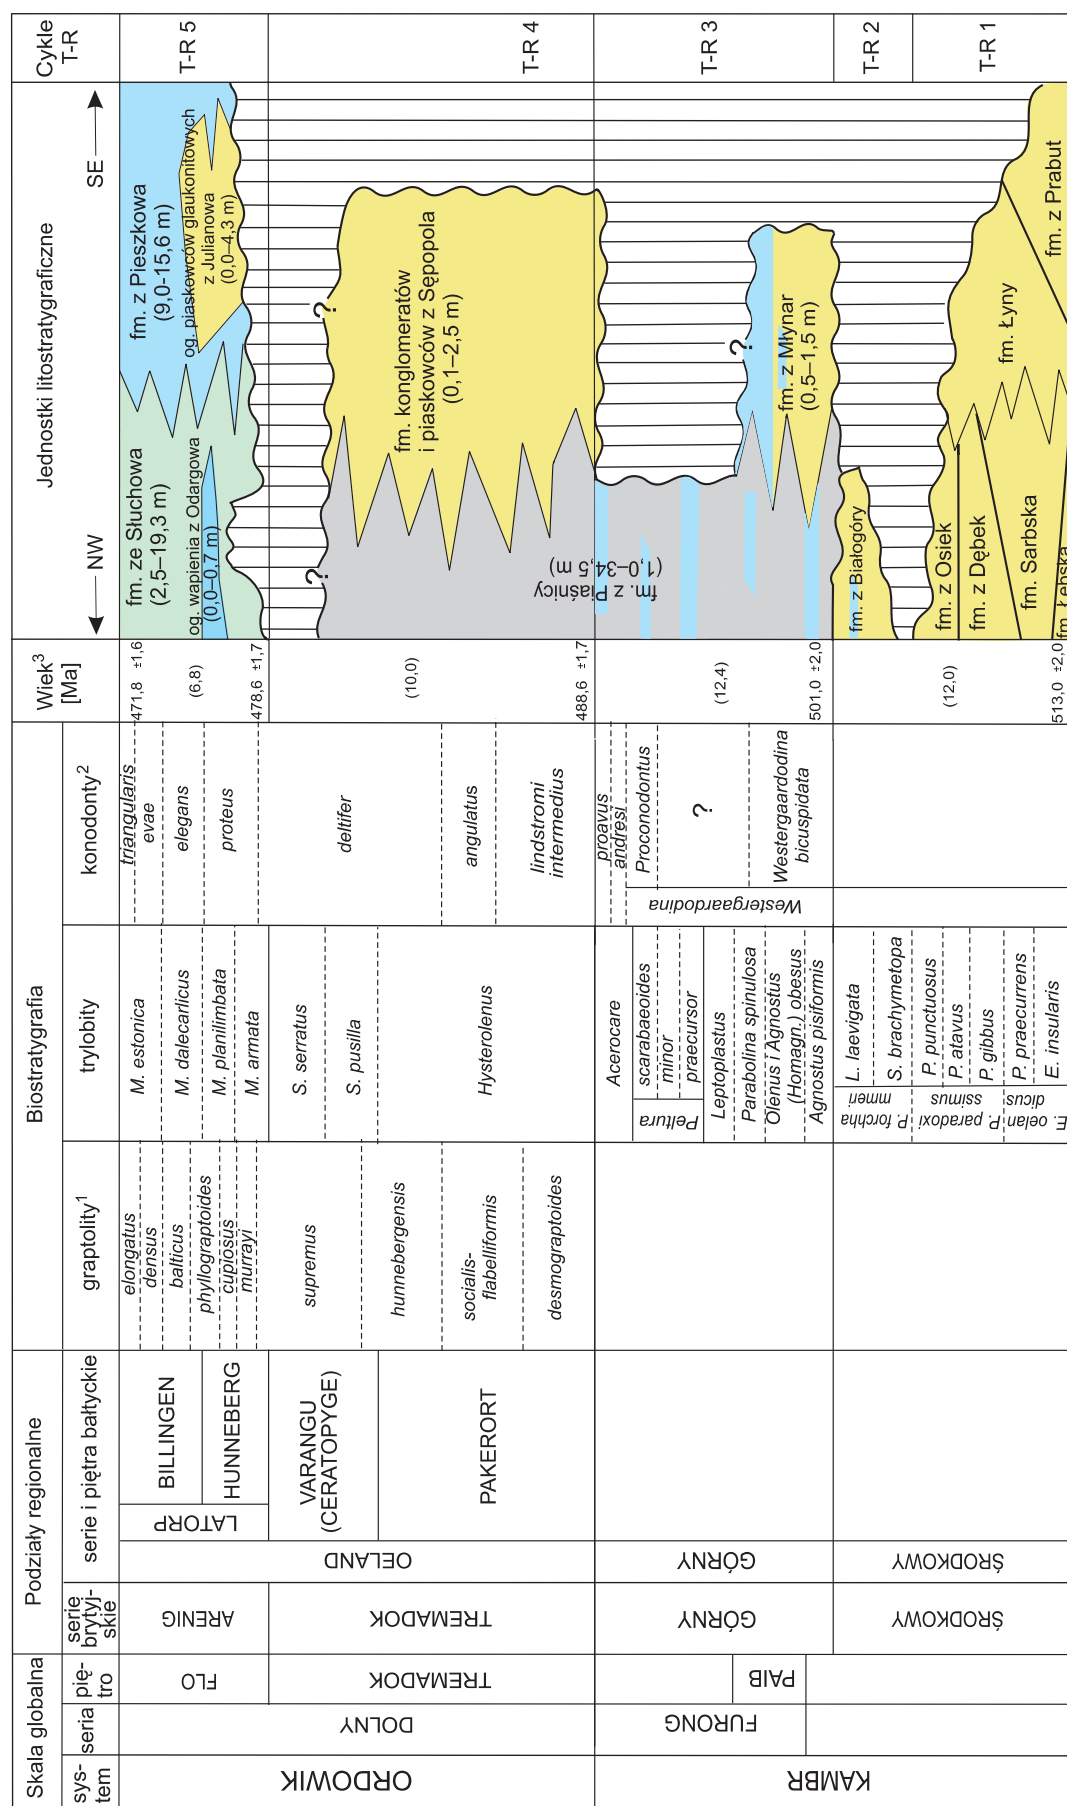 Skala globalna
Podziały regionalne
Biostratygrafia
Wiek³
[Ma]
Jednostki litostratygraficzne
Cykle
T-R
sys-
tem
seria
pię-
tro
serie
brytyj-
skie
serie i piętra bałtyckie
graptolity¹
trylobity
konodonty²
NW
SE
ORDOWIK
KAMBR
DOLNY
FURONG
FLO
TREMADOK
PAIB
ARENIG
TREMADOK
GÓRNY
ŚRODKOWY
OELAND
GÓRNY
ŚRODKOWY
LATORP
BILLINGEN
HUNNEBERG
VARANGU
(CERATOPYGE)
PAKERORT
elongatus
densus
balticus
phyllograptoides
cupiosus
murrayi
supremus
hunnebergensis
socialis-
flabelliformis
desmograptoides
M. estonica
M. dalecarlicus
M. planilimbata
M. armata
S. serratus
S. pusilla
Hysterolenus
Acerocare
Peltura
scarabaeoides
minor
praecursor
Leptoplastus
Parabolina spinulosa
Olenus i Agnostus
(Homagn.) obesus
Agnostus pisiformis
P. forchha
mmeri
L. laevigata
S. brachymetopa
P. paradoxi
ssimus
P. punctuosus
P. atavus
P. gibbus
E. oelan
dicus
P. praecurrens
E. insularis
triangularis
evae
elegans
proteus
deltifer
angulatus
lindstromi
intermedius
proavus
andresi
Proconodontus
?
Westergaardodina
bicuspidata
Westergaardodina
471,8 ±1,6
(6,8)
478,6 ±1,7
(10,0)
488,6 ±1,7
(12,4)
501,0 ±2,0
(12,0)
513,0 ±2,0
fm. ze Słuchowa
(2,5–19,3 m)
og. wapienia z Odargowa
(0,0–0,7 m)
fm. z Pieszkowa
(9,0-15,6 m)
og. piaskowców glaukonitowych
z Julianowa
(0,0–4,3 m)
?
?
fm. konglomeratów
i piaskowców z Sępopola
(0,1–2,5 m)
fm. z Piaśnicy
(1,0–34,5 m)
?
fm. z Młynar
(0,5–1,5 m)
fm. z Białogóry
fm. z Osiek
fm. z Dębek
fm. Sarbska
fm. Łebska
fm. Łyny
fm. z Prabut
T-R 5
T-R 4
T-R 3
T-R 2
T-R 1